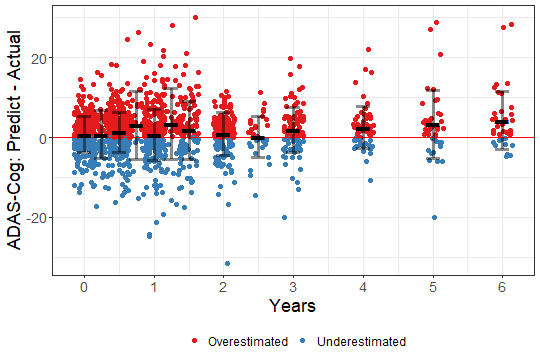 ADAS-Cog: Predict - Actual
20
0
-20
0 1 2 3 4 5 6
Years
Overestimated Underestimated